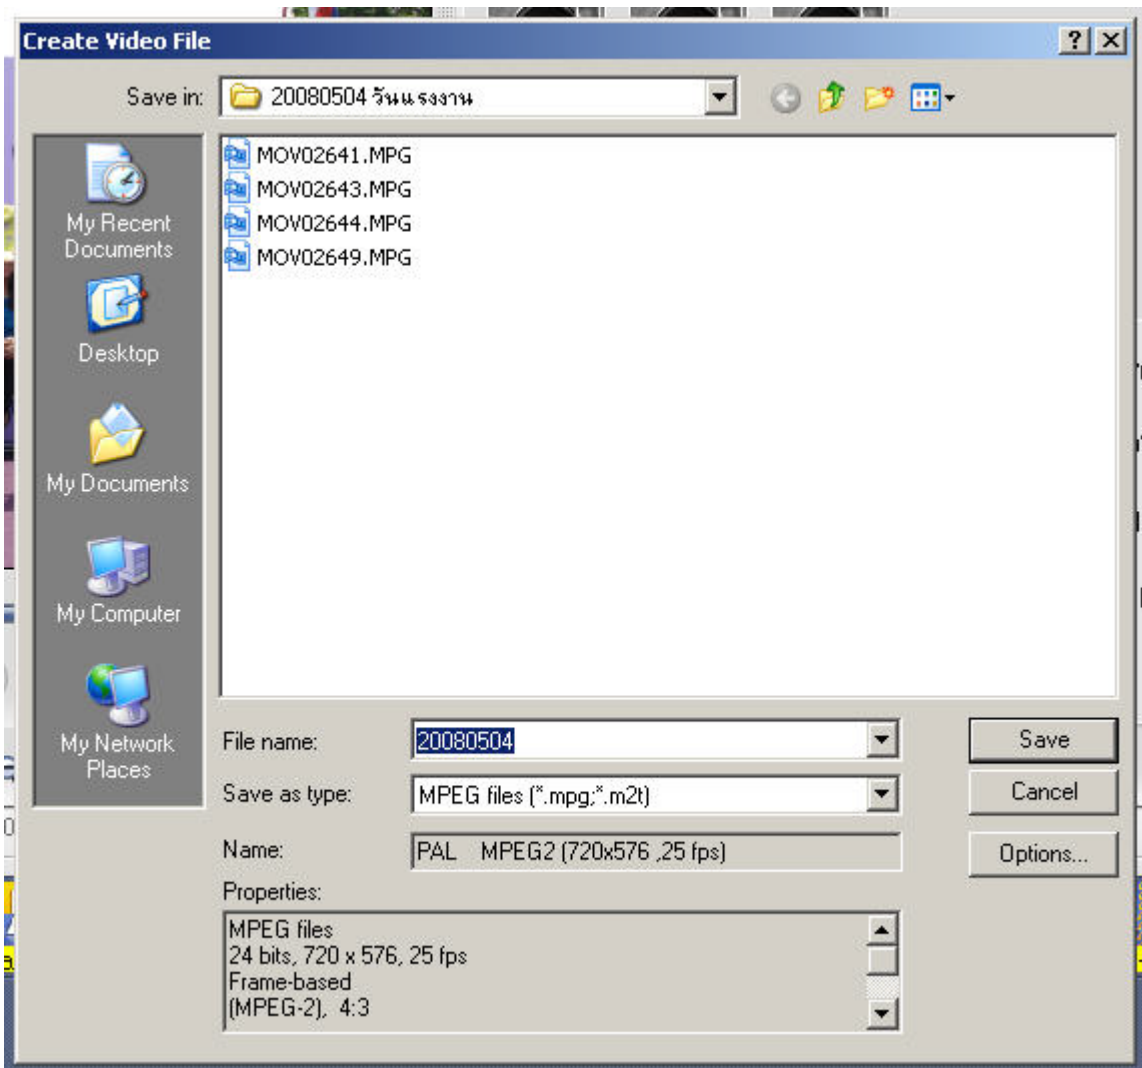 Create Video File
Save in: 20080504 วันแรงงาน
MOV02641.MPG
MOV02643.MPG
MOV02644.MPG
MOV02649.MPG
My Recent
Documents
Desktop
My Documents
My Computer
My Network
Places
File name: 20080504 Save
Save as type: MPEG files (*.mpg;*.m2t) Cancel
Name: PAL MPEG2 (720x576 ,25 fps) Options...
Properties:
MPEG files
24 bits, 720 x 576, 25 fps
Frame-based
(MPEG-2), 4:3